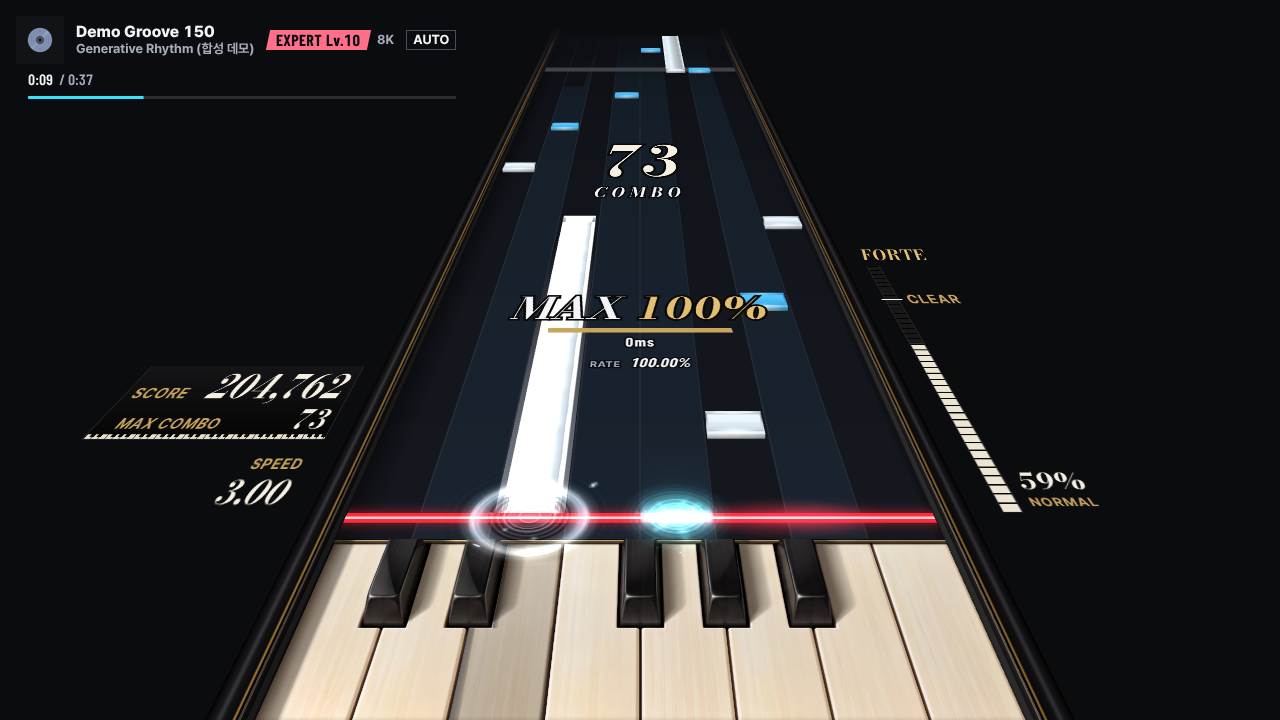 Demo Groove 150
Generative Rhythm (합성 데모)
EXPERT Lv.10
8K
AUTO
0:09 / 0:37
73
COMBO
FORTE
CLEAR
MAX 100%
0ms
RATE 100.00%
SCORE 204,762
MAX COMBO 73
SPEED
3.00
59%
NORMAL